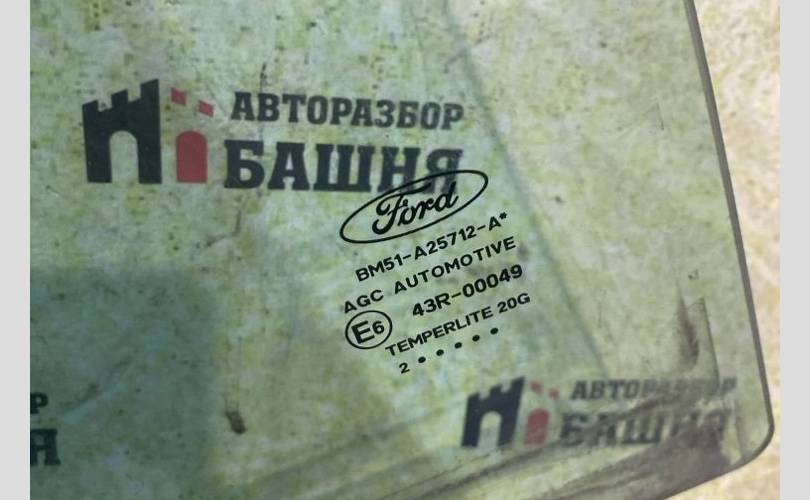 АВТОРАЗБОР
БАШНЯ
Ford
BM51-A25712-A*
AGC AUTOMOTIVE
E6 43R-00049
TEMPERLITE 20G
2 • • • • •
АВТОРАЗБОР
БАШНЯ
Р
Я